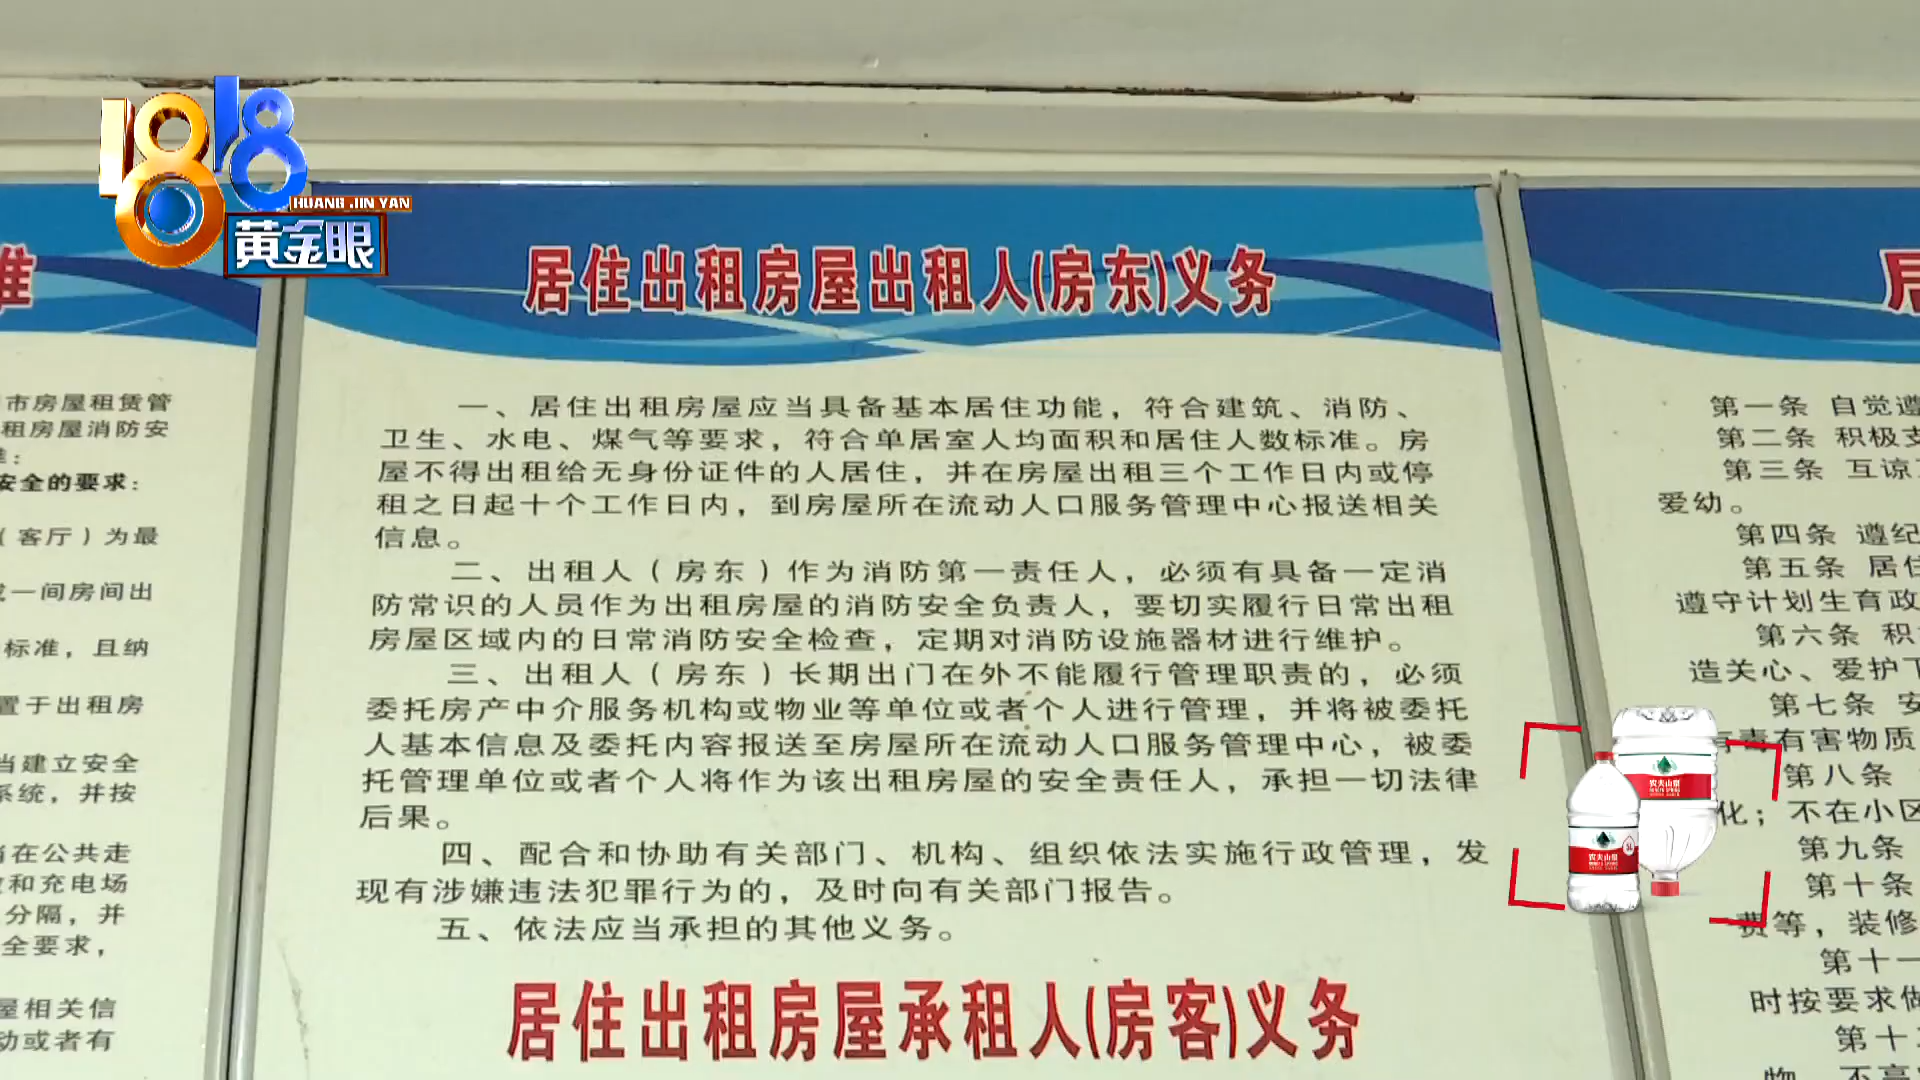 1818
HUANG JIN YAN
黄金眼
准
市房屋租赁管
租房屋消防安
安全的要求：
（客厅）为最
一间房间出
标准，且纳
置于出租房
当建立安全
系统，并按
在公共走
和充电场
分隔，并
全要求，
屋相关信
动或者有
居住出租房屋出租人(房东)义务
一、居住出租房屋应当具备基本居住功能，符合建筑、消防、
卫生、水电、煤气等要求，符合单居室人均面积和居住人数标准。房
屋不得出租给无身份证件的人居住，并在房屋出租三个工作日内或停
租之日起十个工作日内，到房屋所在流动人口服务管理中心报送相关
信息。
二、出租人（房东）作为消防第一责任人，必须有具备一定消
防常识的人员作为出租房屋的消防安全负责人，要切实履行日常出租
房屋区域内的日常消防安全检查，定期对消防设施器材进行维护。
三、出租人（房东）长期出门在外不能履行管理职责的，必须
委托房产中介服务机构或物业等单位或者个人进行管理，并将被委托
人基本信息及委托内容报送至房屋所在流动人口服务管理中心，被委
托管理单位或者个人将作为该出租房屋的安全责任人，承担一切法律
后果。
四、配合和协助有关部门、机构、组织依法实施行政管理，发
现有涉嫌违法犯罪行为的，及时向有关部门报告。
五、依法应当承担的其他义务。
居住出租房屋承租人(房客)义务
居
第一条 自觉遵
第二条 积极支
第三条 互谅
爱幼。
第四条 遵纪
第五条 居住
遵守计划生育政
第六条 积
造关心、爱护
第七条 安
有毒有害物质
第八条
化；不在小区
第九条
第十条
费等，装修
第十一
时按要求做
第十
农夫山泉
农夫山泉
5L